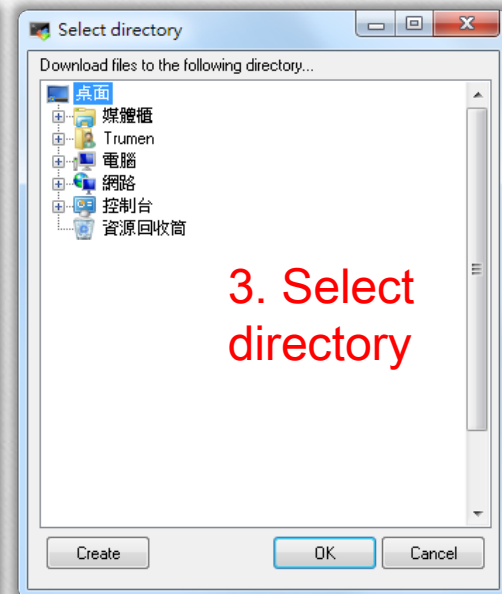 Select directory
Download files to the following directory...
桌面
媒體櫃
Trumen
電腦
網路
控制台
資源回收筒
3. Select
directory
Create OK Cancel